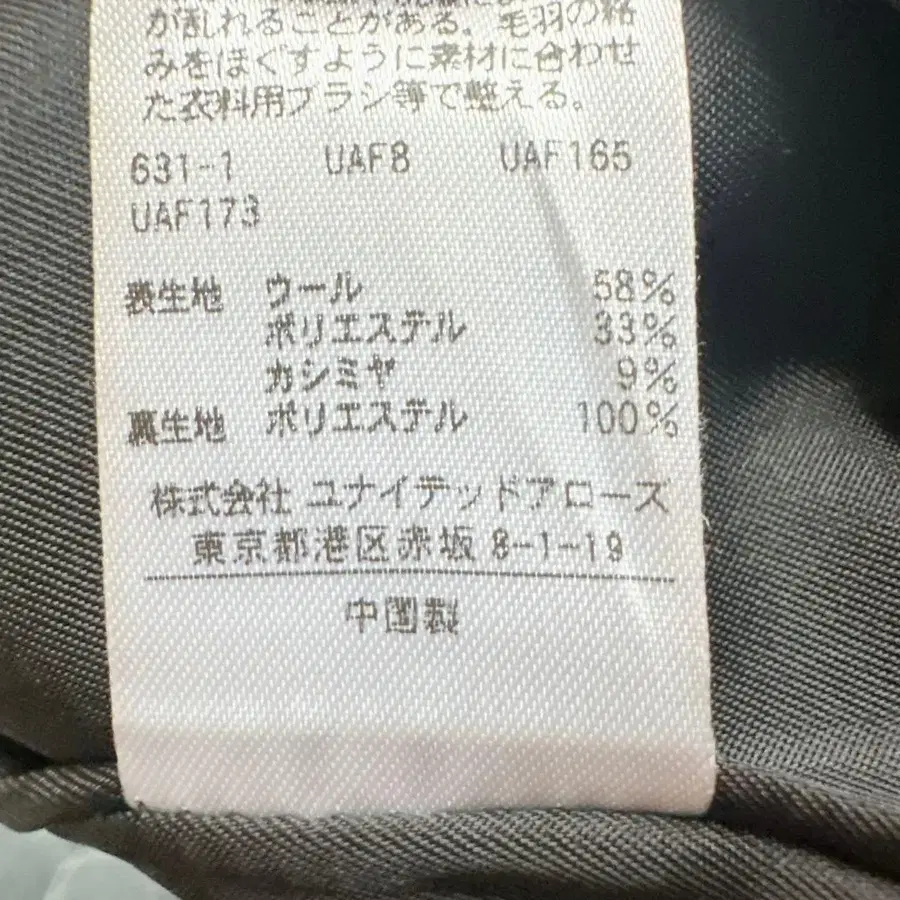 が乱れることがある。毛羽の絡
みをほぐすように素材に合わせ
た衣料用ブラシ等で整える。
631-1 UAF8 UAF165
UAF173
表生地 ウール 58%
ポリエステル 33%
カシミヤ 9%
裏生地 ポリエステル 100%
株式会社 ユナイテッドアローズ
東京都港区赤坂 8-1-19
中国製